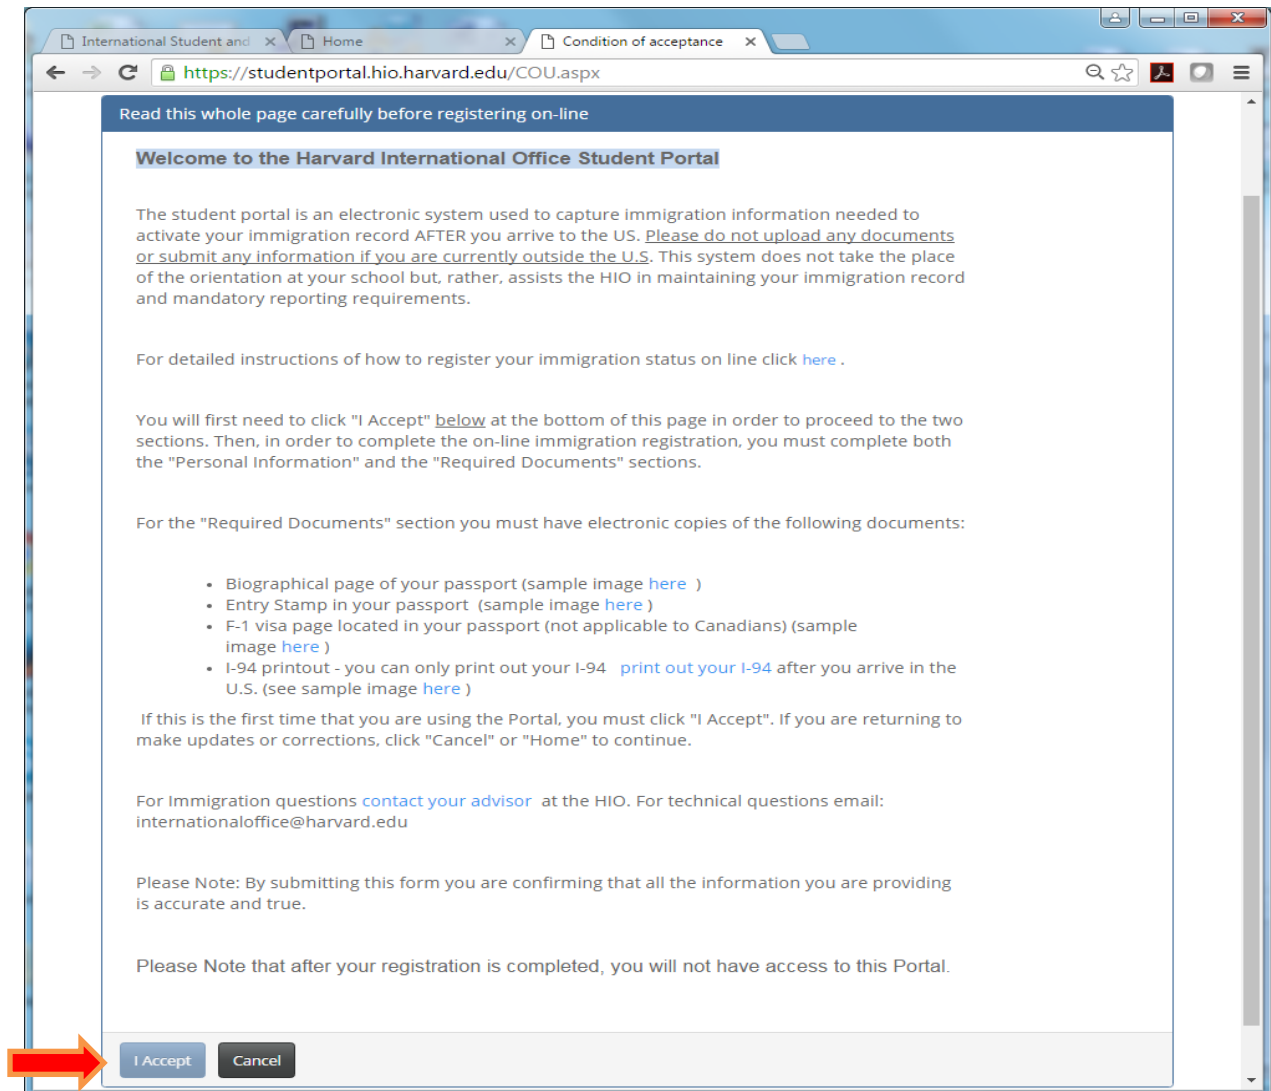 International Student and
Home
Condition of acceptance
https://studentportal.hio.harvard.edu/COU.aspx
Read this whole page carefully before registering on-line
Welcome to the Harvard International Office Student Portal
The student portal is an electronic system used to capture immigration information needed to
activate your immigration record AFTER you arrive to the US. Please do not upload any documents
or submit any information if you are currently outside the U.S. This system does not take the place
of the orientation at your school but, rather, assists the HIO in maintaining your immigration record
and mandatory reporting requirements.
For detailed instructions of how to register your immigration status on line click here .
You will first need to click "I Accept" below at the bottom of this page in order to proceed to the two
sections. Then, in order to complete the on-line immigration registration, you must complete both
the "Personal Information" and the "Required Documents" sections.
For the "Required Documents" section you must have electronic copies of the following documents:
• Biographical page of your passport (sample image here )
• Entry Stamp in your passport (sample image here )
• F-1 visa page located in your passport (not applicable to Canadians) (sample
image here )
• I-94 printout - you can only print out your I-94 print out your I-94 after you arrive in the
U.S. (see sample image here )
If this is the first time that you are using the Portal, you must click "I Accept". If you are returning to
make updates or corrections, click "Cancel" or "Home" to continue.
For Immigration questions contact your advisor at the HIO. For technical questions email:
internationaloffice@harvard.edu
Please Note: By submitting this form you are confirming that all the information you are providing
is accurate and true.
Please Note that after your registration is completed, you will not have access to this Portal.
I Accept
Cancel